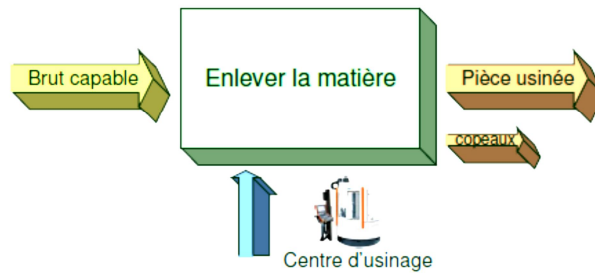 Brut capable
Enlever la matière
Pièce usinée
copeaux
Centre d'usinage